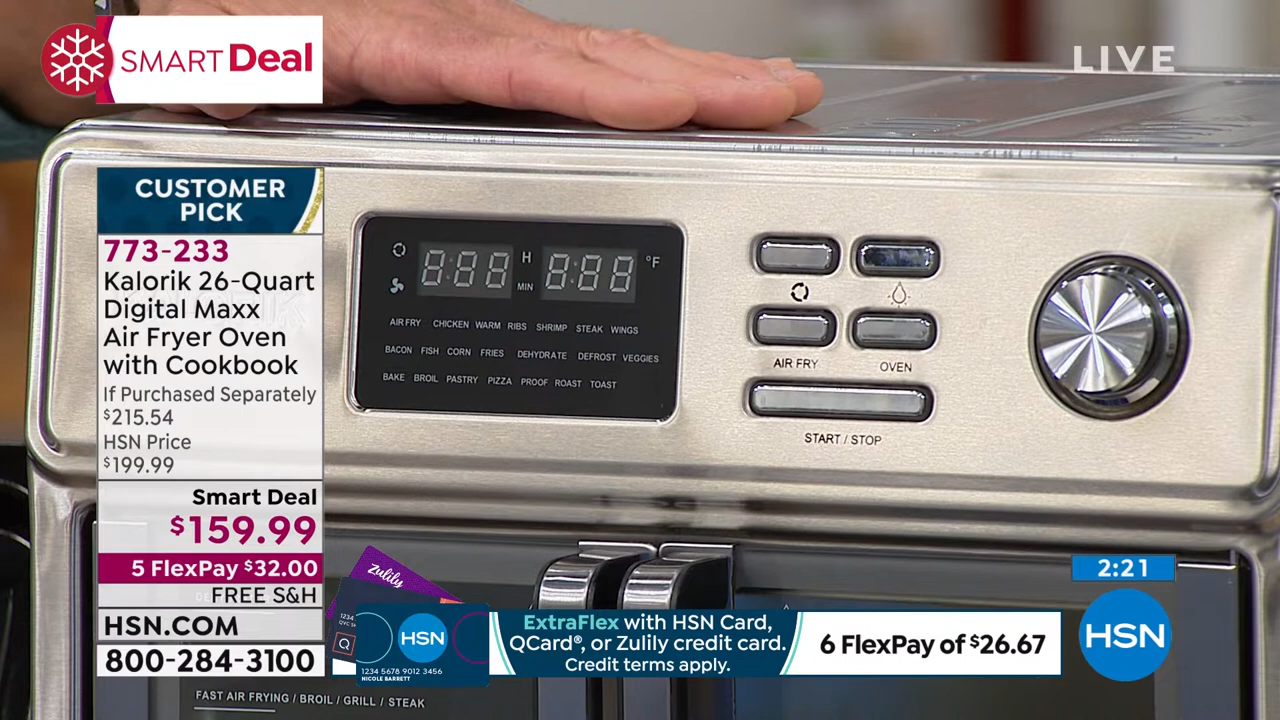 SMART Deal
LIVE
CUSTOMER
PICK
773-233
Kalorik 26-Quart
Digital Maxx
Air Fryer Oven
with Cookbook
If Purchased Separately
$215.54
HSN Price
$199.99
Smart Deal
$159.99
5 FlexPay $32.00
FREE S&H
HSN.COM
800-284-3100
8:88 H 8:88 °F
MIN
AIR FRY CHICKEN WARM RIBS SHRIMP STEAK WINGS
BACON FISH CORN FRIES DEHYDRATE DEFROST VEGGIES
BAKE BROIL PASTRY PIZZA PROOF ROAST TOAST
AIR FRY OVEN
START / STOP
2:21
HSN
Zulily
1234
Q
HSN
1234 5678 9012 3456
NICOLE BARRETT
ExtraFlex with HSN Card,
QCard®, or Zulily credit card.
Credit terms apply.
6 FlexPay of $26.67
FAST AIR FRYING / BROIL / GRILL / STEAK